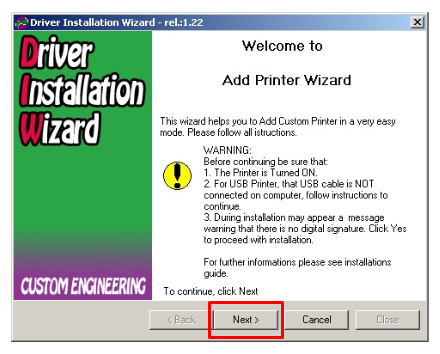 Driver Installation Wizard - rel.:1.22
Driver
Installation
Wizard
CUSTOM ENGINEERING
Welcome to
Add Printer Wizard
This wizard helps you to Add Custom Printer in a very easy
mode. Please follow all istructions.
WARNING:
Before continuing be sure that:
1. The Printer is Turned ON.
2. For USB Printer, that USB cable is NOT
connected on computer, follow instructions to
continue.
3. During installation may appear a message
warning that there is no digital signature. Click Yes
to proceed with installation.
For further informations please see installations
guide.
To continue, click Next
< Back
Next >
Cancel
Close